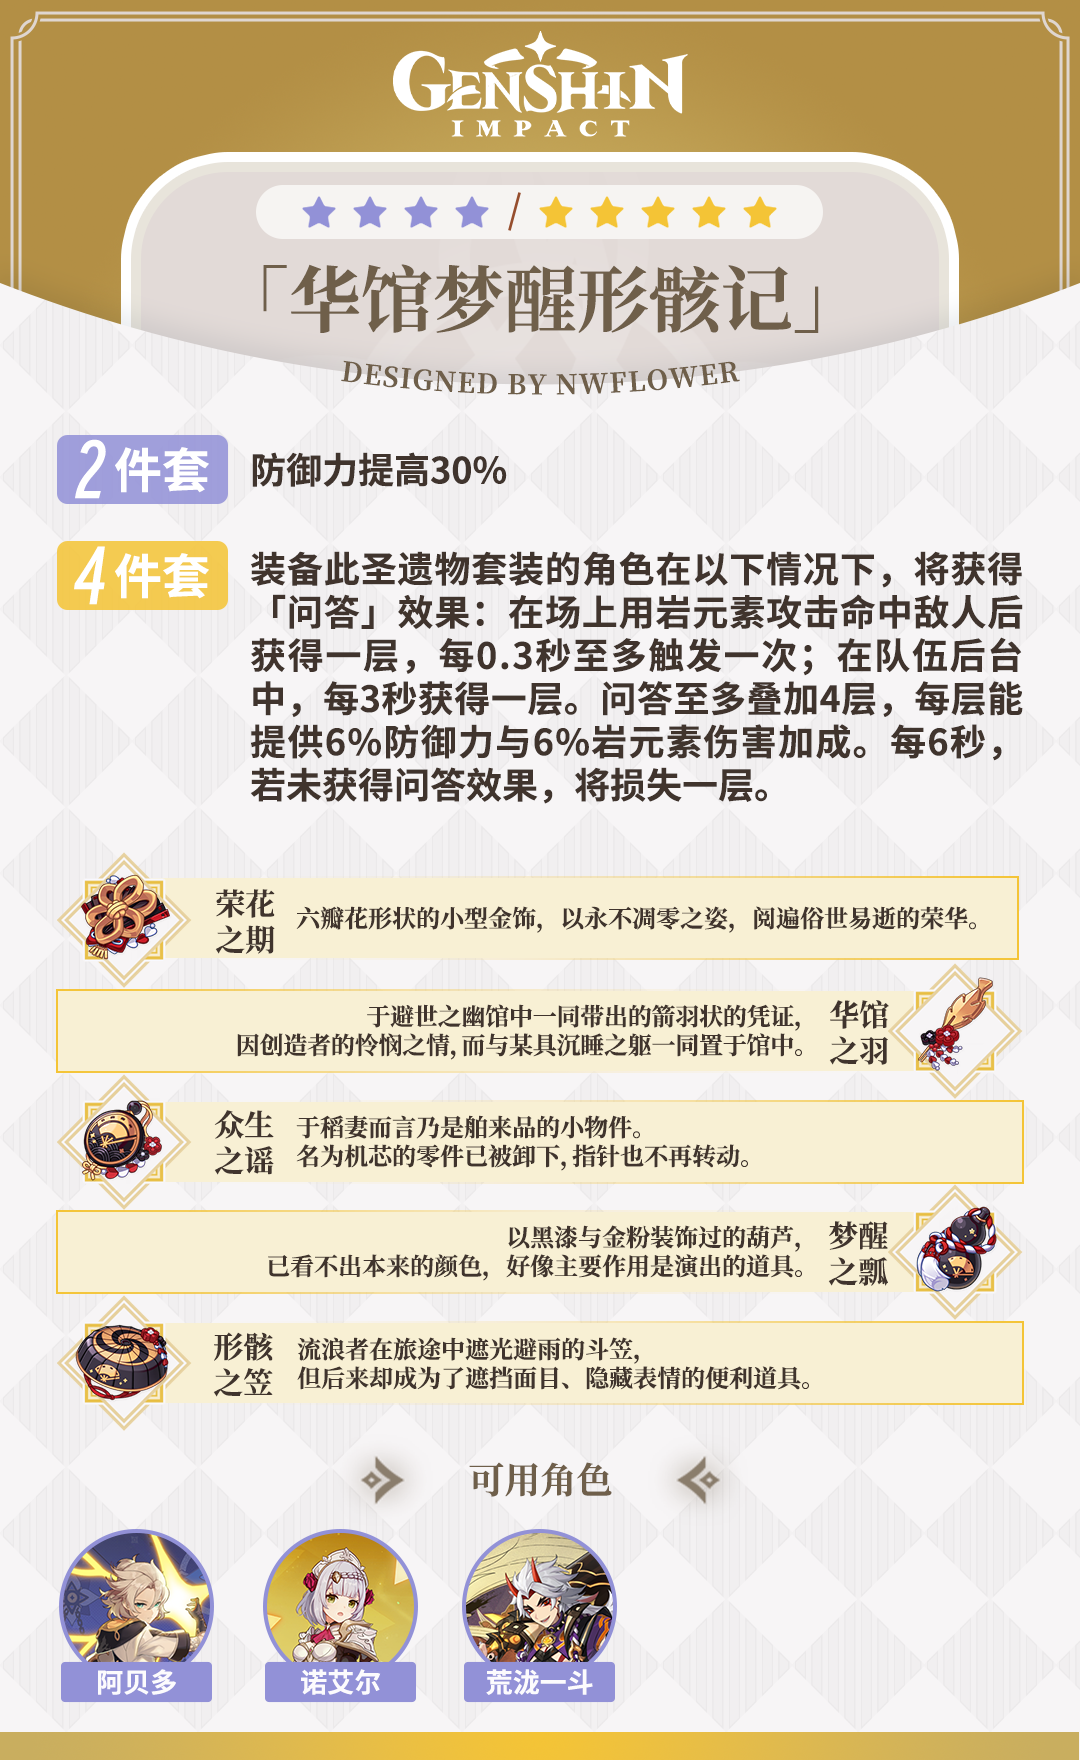 GENSHIN
IMPACT
「华馆梦醒形骸记」
DESIGNED BY NWFLOWER
2件套
防御力提高30%
4件套
装备此圣遗物套装的角色在以下情况下，将获得
「问答」效果：在场上用岩元素攻击命中敌人后
获得一层，每0.3秒至多触发一次；在队伍后台
中，每3秒获得一层。问答至多叠加4层，每层能
提供6%防御力与6%岩元素伤害加成。每6秒，
若未获得问答效果，将损失一层。
荣花
之期
六瓣花形状的小型金饰，以永不凋零之姿，阅遍俗世易逝的荣华。
于避世之幽馆中一同带出的箭羽状的凭证，
因创造者的怜悯之情，而与某具沉睡之躯一同置于馆中。
华馆
之羽
众生
之谣
于稻妻而言乃是舶来品的小物件。
名为机芯的零件已被卸下，指针也不再转动。
以黑漆与金粉装饰过的葫芦，
已看不出本来的颜色，好像主要作用是演出的道具。
梦醒
之瓢
形骸
之笠
流浪者在旅途中遮光避雨的斗笠，
但后来却成为了遮挡面目、隐藏表情的便利道具。
可用角色
阿贝多
诺艾尔
荒泷一斗